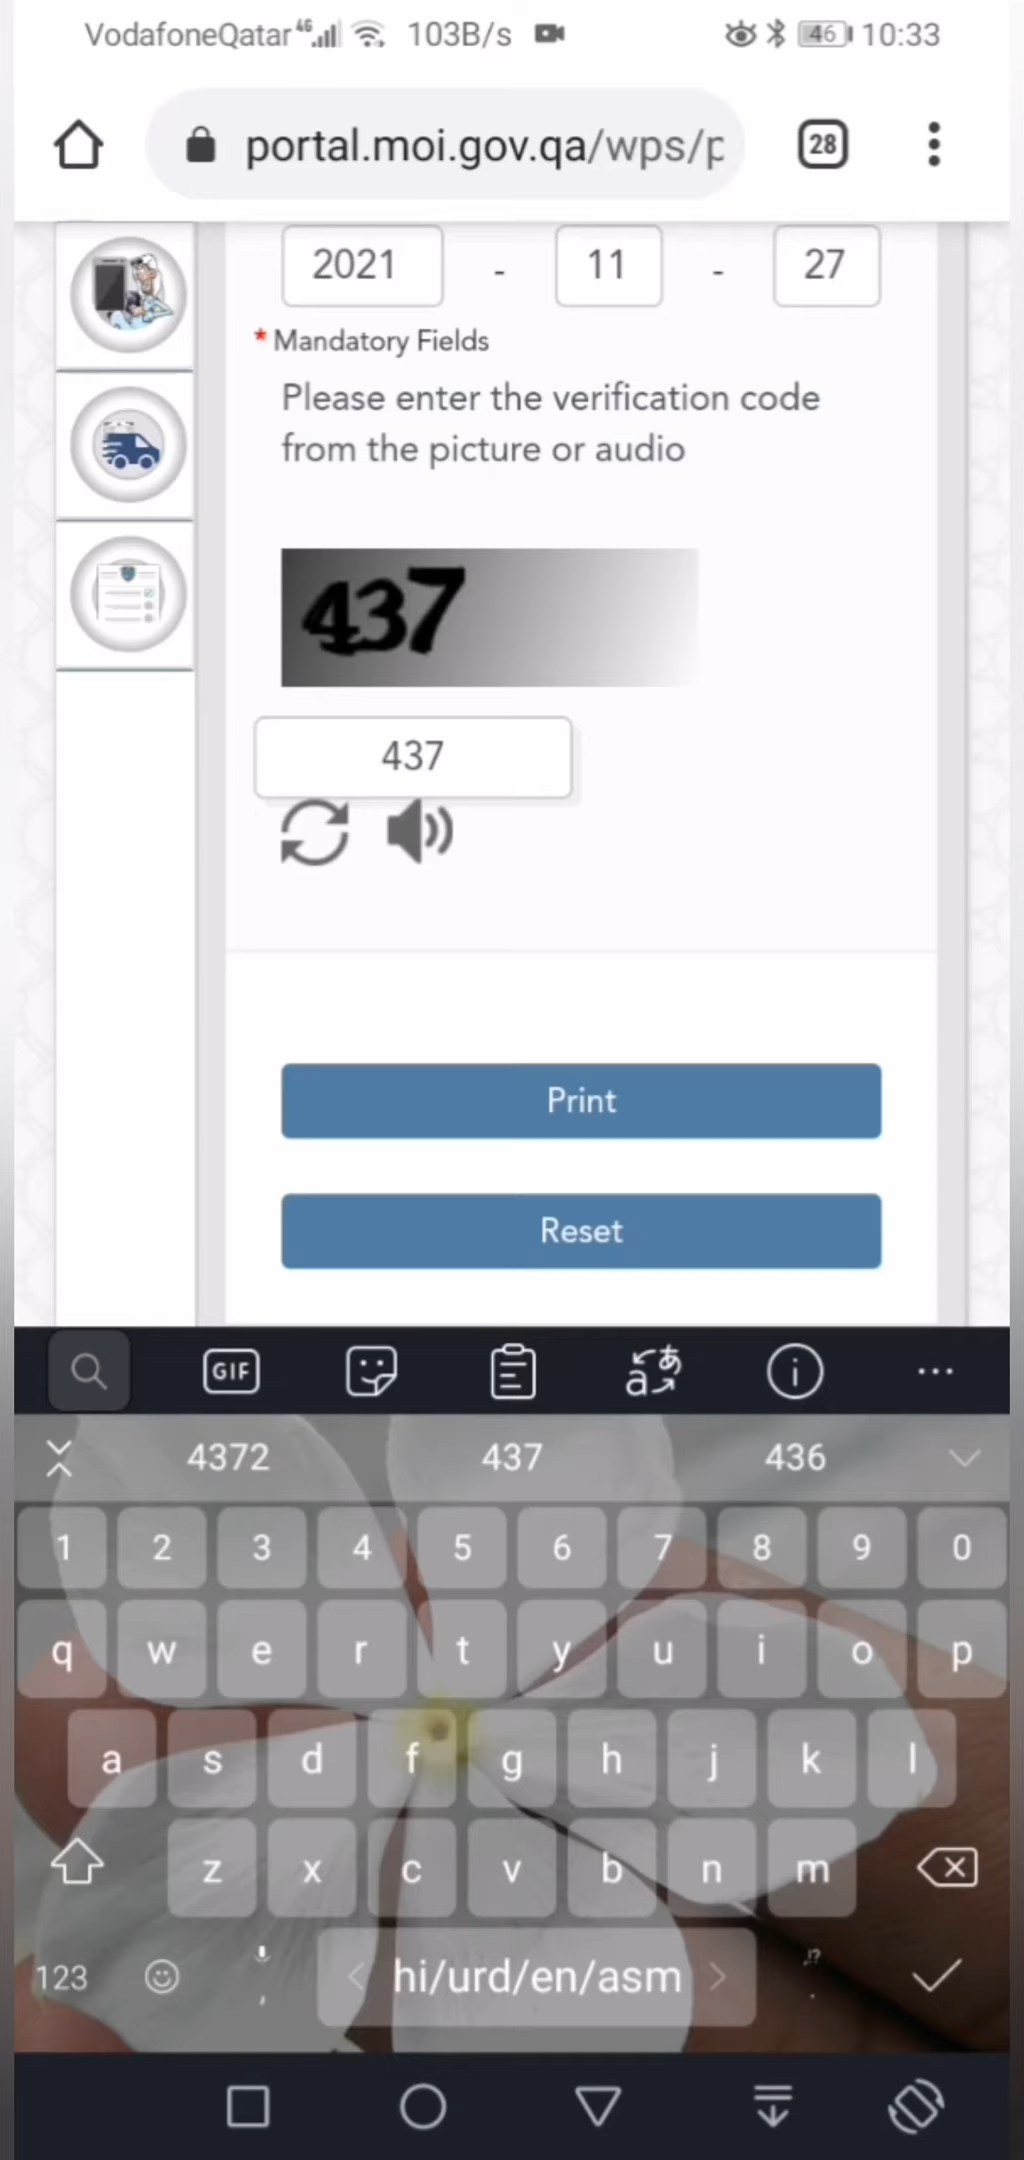 VodafoneQatar 4G 103B/s 46 10:33
portal.moi.gov.qa/wps/p 28
2021 - 11 - 27
* Mandatory Fields
Please enter the verification code
from the picture or audio
437
437
Print
Reset
GIF a あ i ...
4372 437 436
1 2 3 4 5 6 7 8 9 0
q w e r t y u i o p
a s d f g h j k l
z x c v b n m
123 , < hi/urd/en/asm > .!?